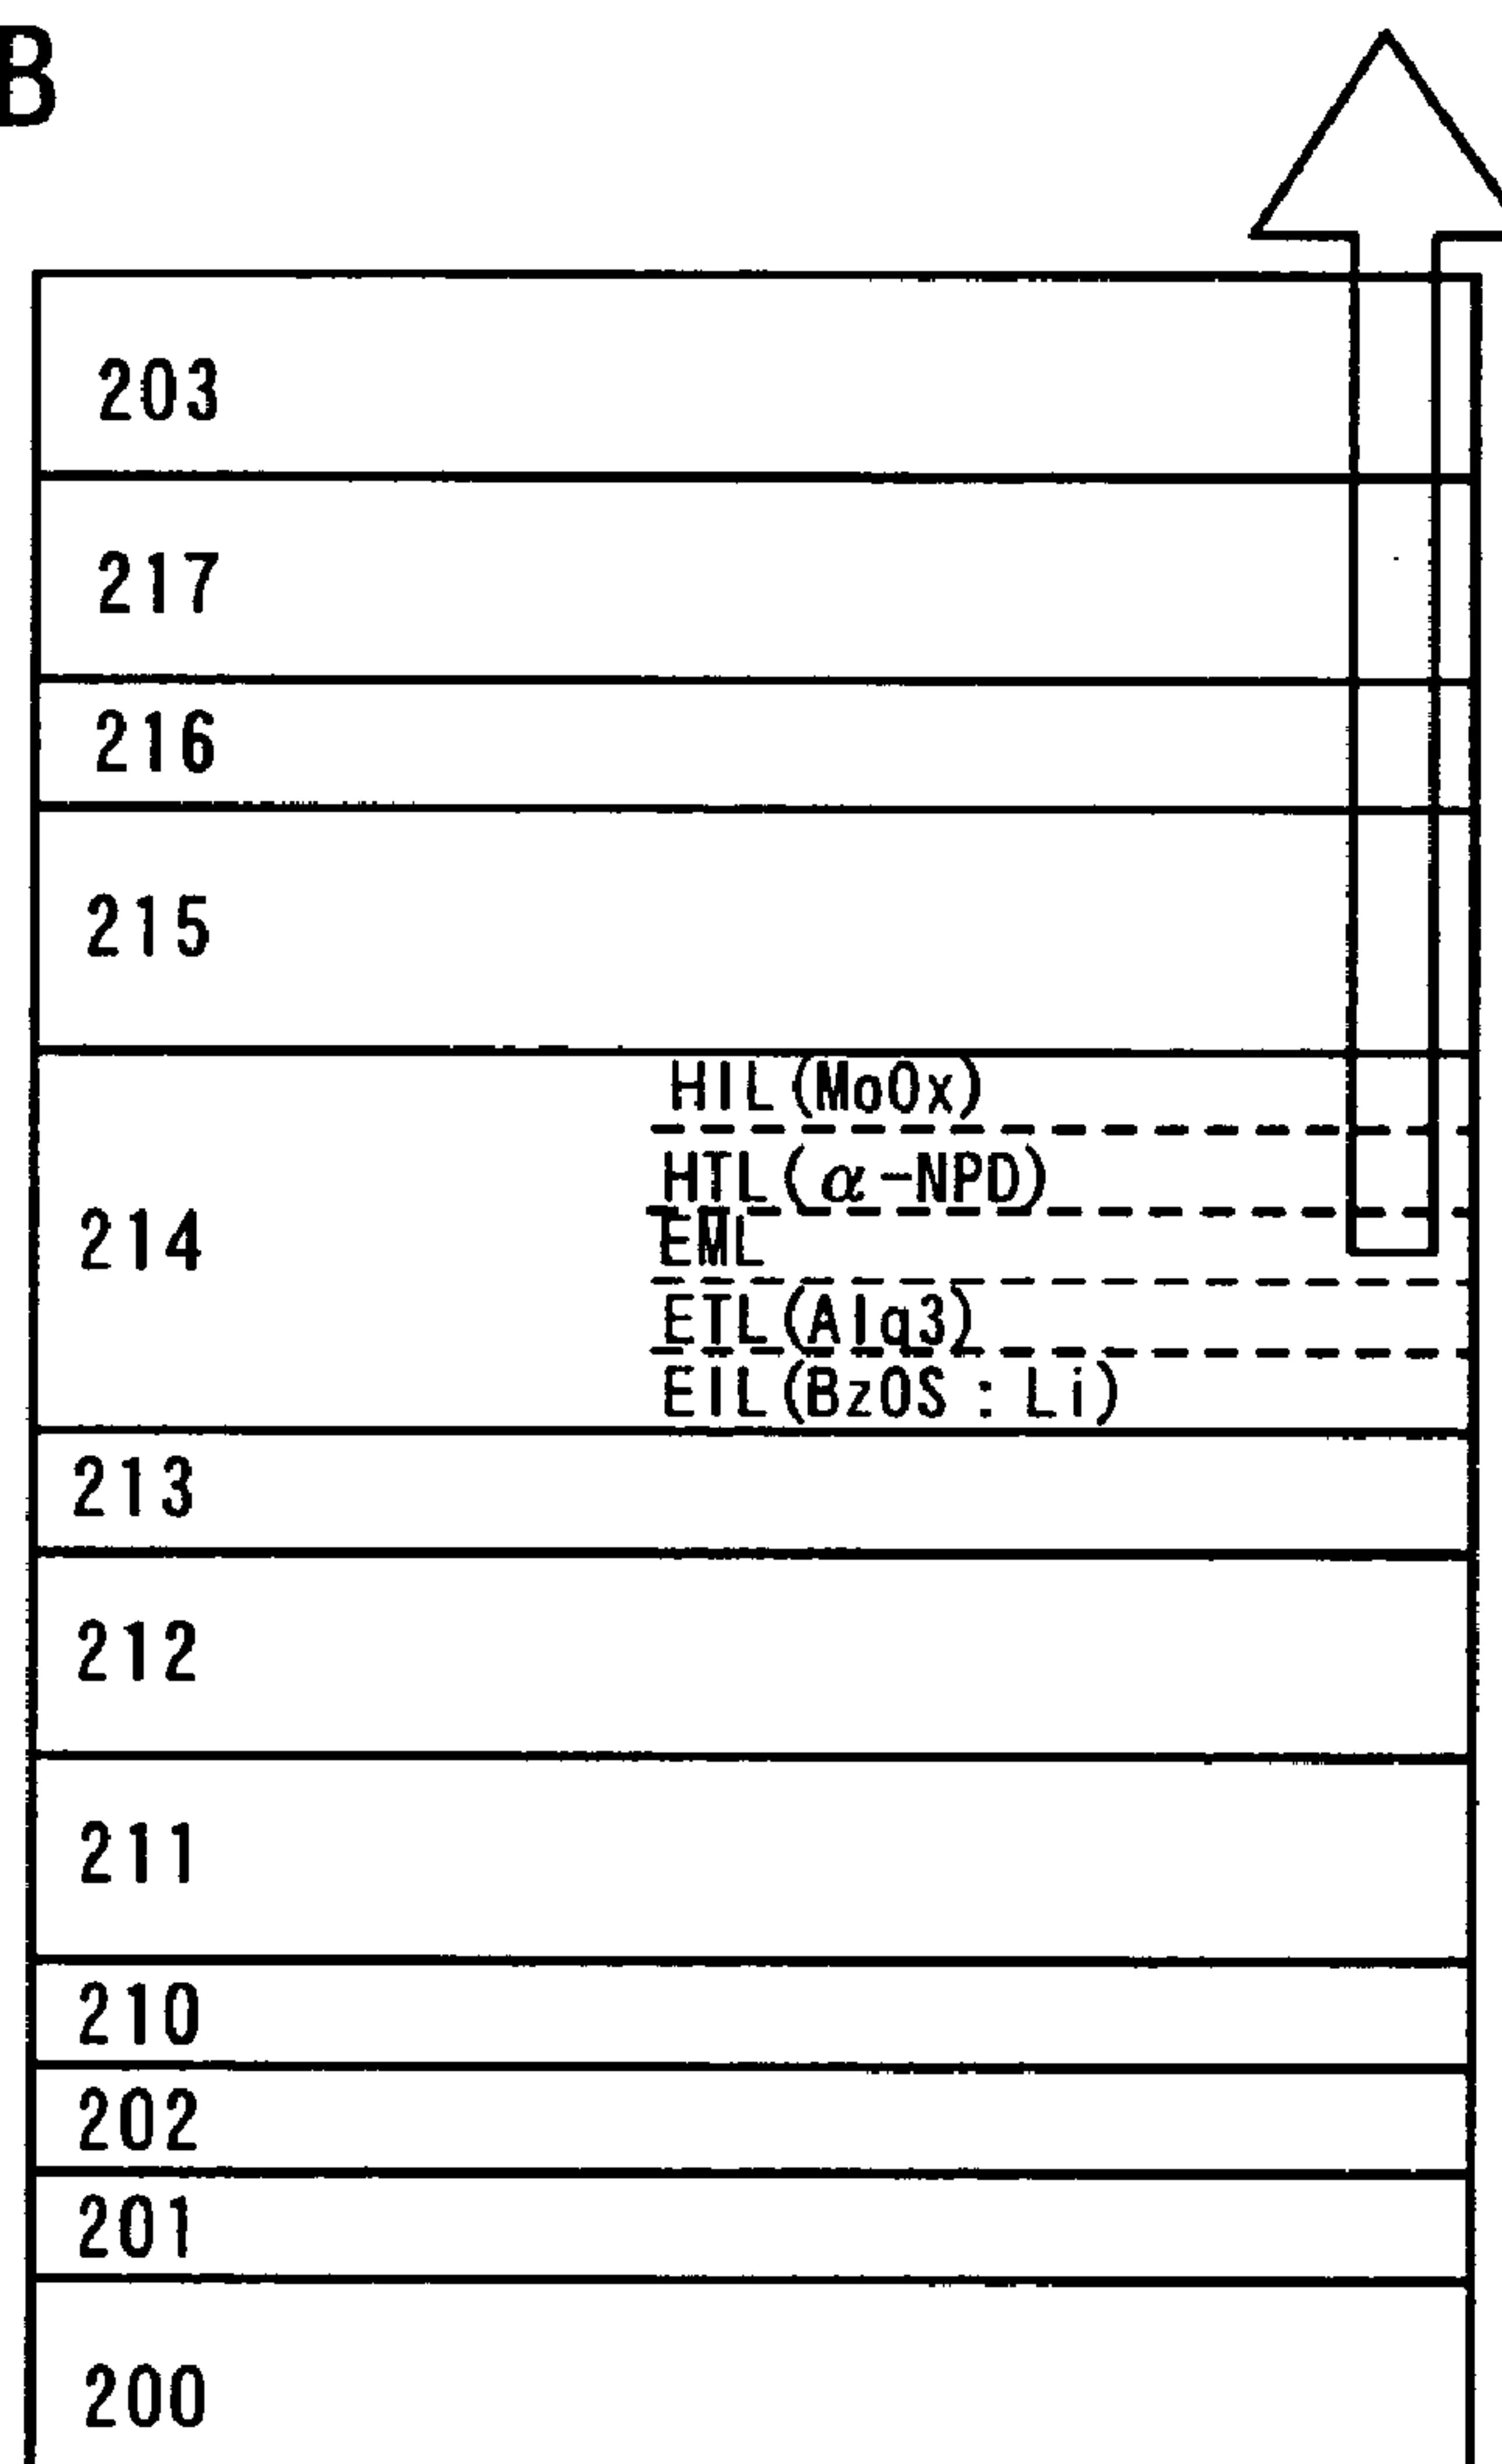 B
203
217
216
215
HIL(MoOx)
HTL(α-NPD)
214
EML
ETL(Alq3)
EIL(BzOS:Li)
213
212
211
210
202
201
200